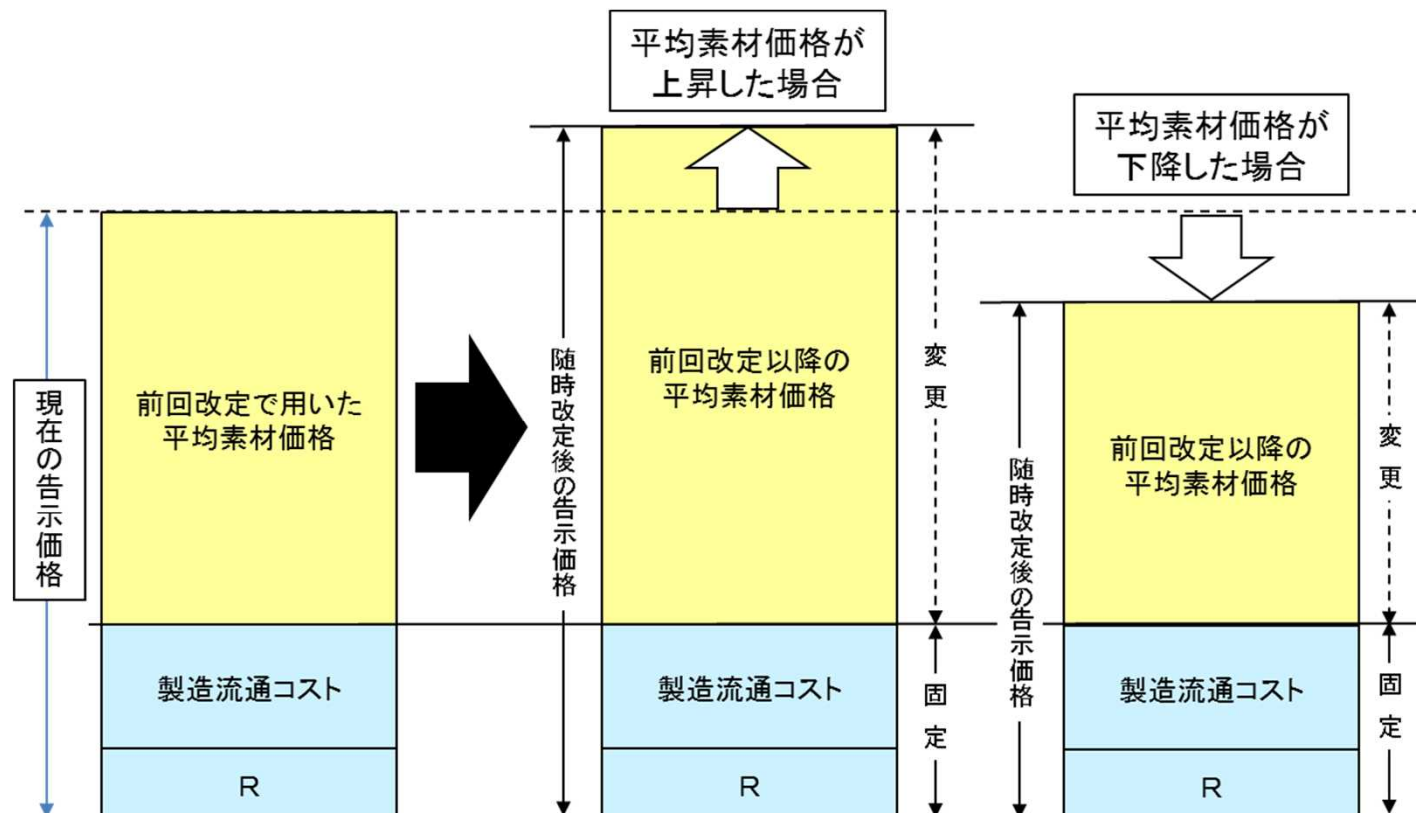 平均素材価格が
上昇した場合
平均素材価格が
下降した場合
現在の告示価格
前回改定で用いた
平均素材価格
製造流通コスト
R
随時改定後の告示価格
前回改定以降の
平均素材価格
製造流通コスト
R
変更
固定
随時改定後の告示価格
前回改定以降の
平均素材価格
製造流通コスト
R
変更
固定